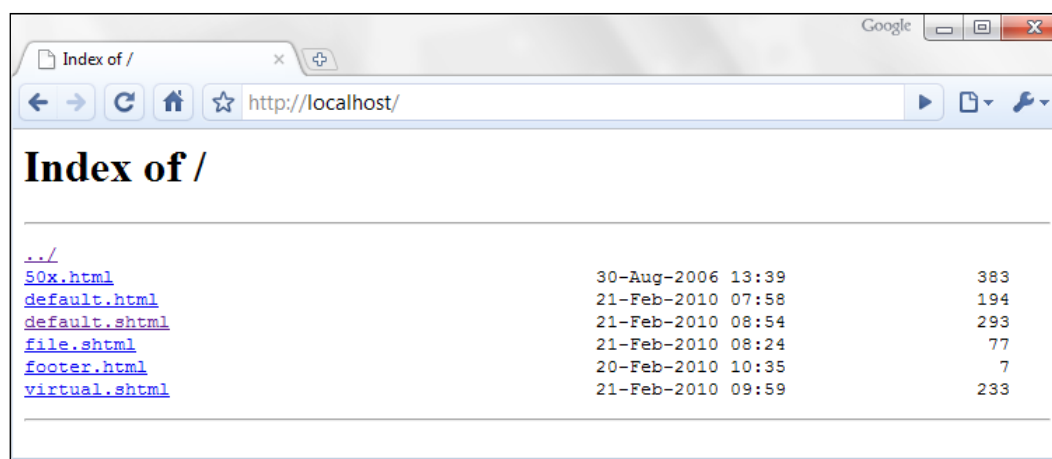 Google
Index of /
http://localhost/
Index of /
../
50x.html 30-Aug-2006 13:39 383
default.html 21-Feb-2010 07:58 194
default.shtml 21-Feb-2010 08:54 293
file.shtml 21-Feb-2010 08:24 77
footer.html 20-Feb-2010 10:35 7
virtual.shtml 21-Feb-2010 09:59 233